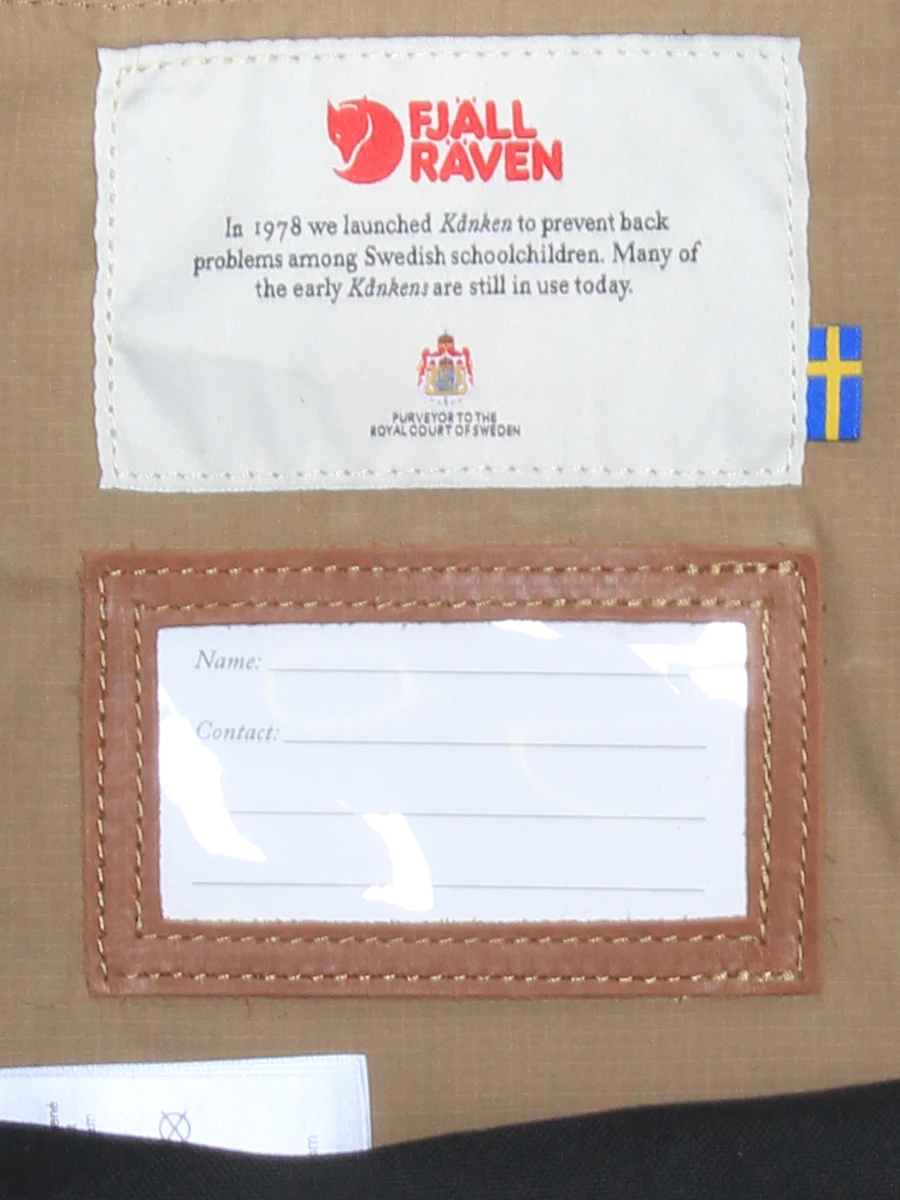 FJÄLL
RÄVEN
In 1978 we launched Kånken to prevent back
problems among Swedish schoolchildren. Many of
the early Kånkens are still in use today.
PURVEYOR TO THE
ROYAL COURT OF SWEDEN
Name:
Contact: